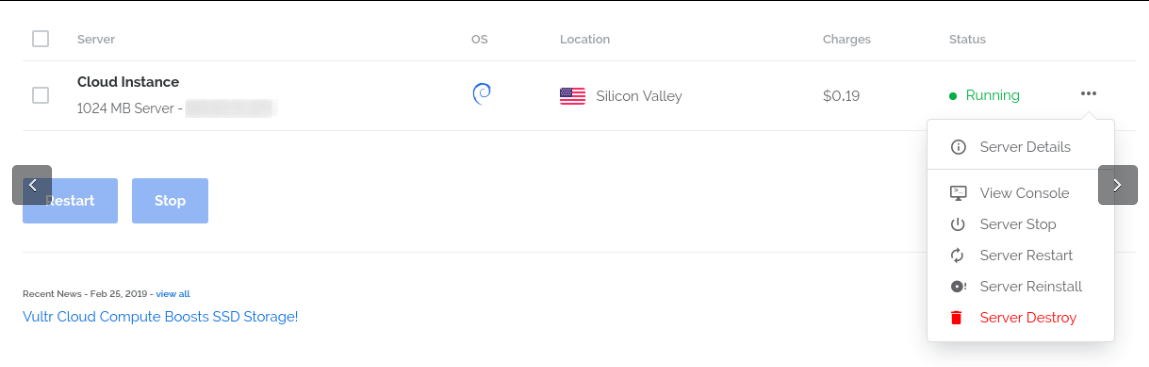 Server OS Location Charges Status
Cloud Instance
1024 MB Server -
Silicon Valley $0.19 Running
Server Details
View Console
Server Stop
Server Restart
Server Reinstall
Server Destroy
Restart Stop
Recent News - Feb 25, 2019 - view all
Vultr Cloud Compute Boosts SSD Storage!